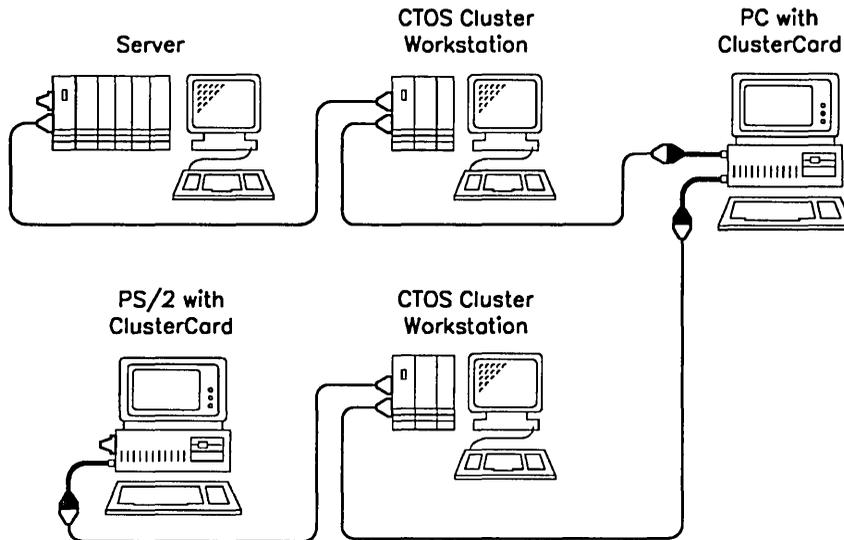 Server
CTOS Cluster
Workstation
PC with
ClusterCard
PS/2 with
ClusterCard
CTOS Cluster
Workstation